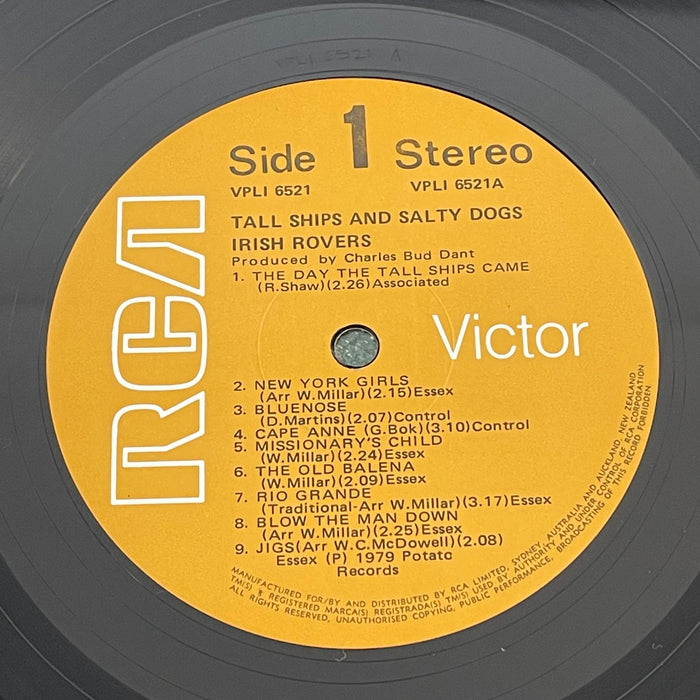 VPLI 6521 A
Side 1 Stereo
VPLI 6521 VPLI 6521A
TALL SHIPS AND SALTY DOGS
IRISH ROVERS
Produced by Charles Bud Dant
1. THE DAY THE TALL SHIPS CAME
(R.Shaw)(2.26)Associated
RCA
Victor
2. NEW YORK GIRLS
(Arr W.Millar)(2.15)Essex
3. BLUENOSE
(D.Martins)(2.07)Control
4. CAPE ANNE (G.Bok)(3.10)Control
5. MISSIONARY'S CHILD
(W.Millar)(2.24)Essex
6. THE OLD BALENA
(W.Millar)(2.09)Essex
7. RIO GRANDE
(Traditional-Arr W.Millar)(3.17)Essex
8. BLOW THE MAN DOWN
(Arr W.Millar)(2.25)Essex
9. JIGS(Arr W.C.McDowell)(2.08)
Essex (P) 1979 Potato
Records
MANUFACTURED FOR/BY AND DISTRIBUTED BY RCA LIMITED, SYDNEY, AUSTRALIA AND AUCKLAND, NEW ZEALAND
TM(S) ® REGISTERED MARCA(S) REGISTRADA(S) TM(S) USED BY AUTHORITY AND UNDER CONTROL OF RCA CORPORATION
ALL RIGHTS RESERVED, UNAUTHORISED COPYING, PUBLIC PERFORMANCE, BROADCASTING OF THIS RECORD FORBIDDEN